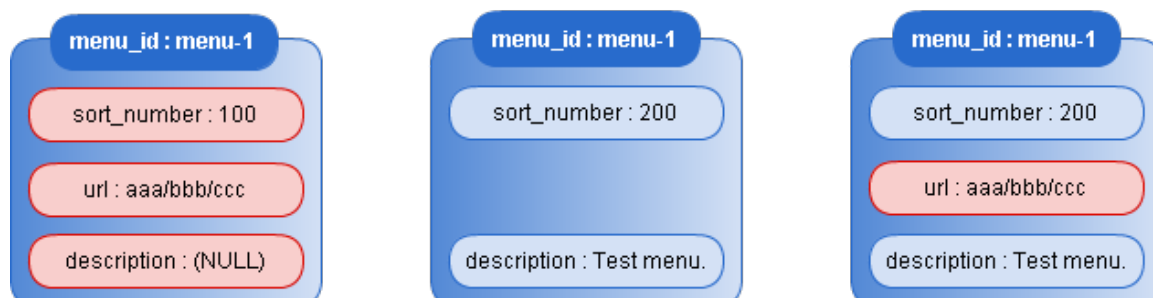 menu_id : menu-1
sort_number : 100
url : aaa/bbb/ccc
description : (NULL)
menu_id : menu-1
sort_number : 200
description : Test menu.
menu_id : menu-1
sort_number : 200
url : aaa/bbb/ccc
description : Test menu.